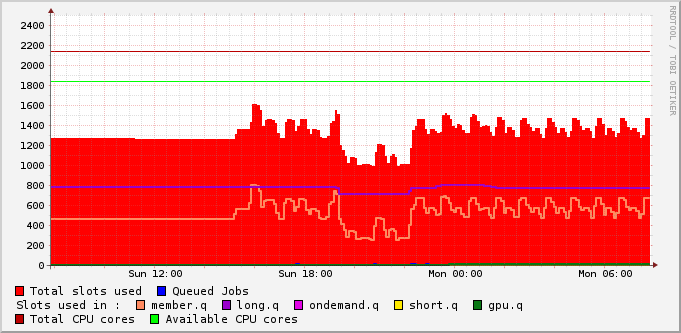 2400
2200
2000
1800
1600
1400
1200
1000
800
600
400
200
0
Sun 12:00 Sun 18:00 Mon 00:00 Mon 06:00
Total slots used Queued Jobs
Slots used in : member.q long.q ondemand.q short.q gpu.q
Total CPU cores Available CPU cores
RRDTOOL / TOBI OETIKER